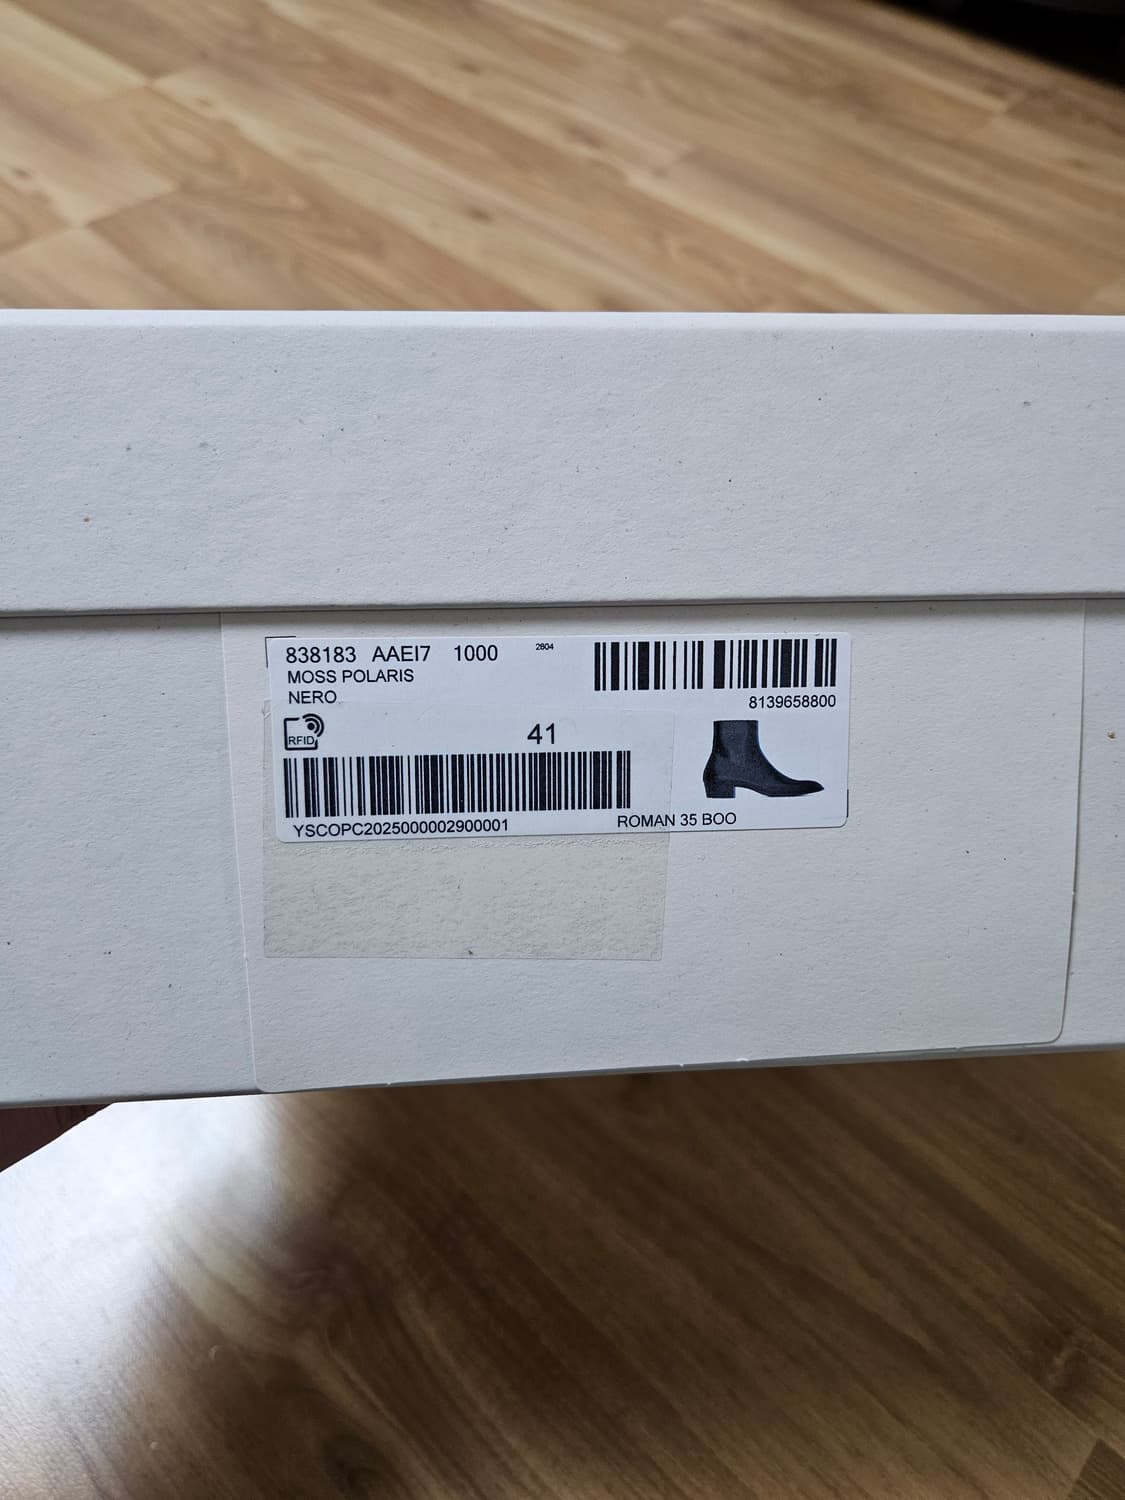 838183 AAEI7 1000 2604
MOSS POLARIS
NERO
8139658800
RFID
41
YSCOPC2025000002900001
ROMAN 35 BOO